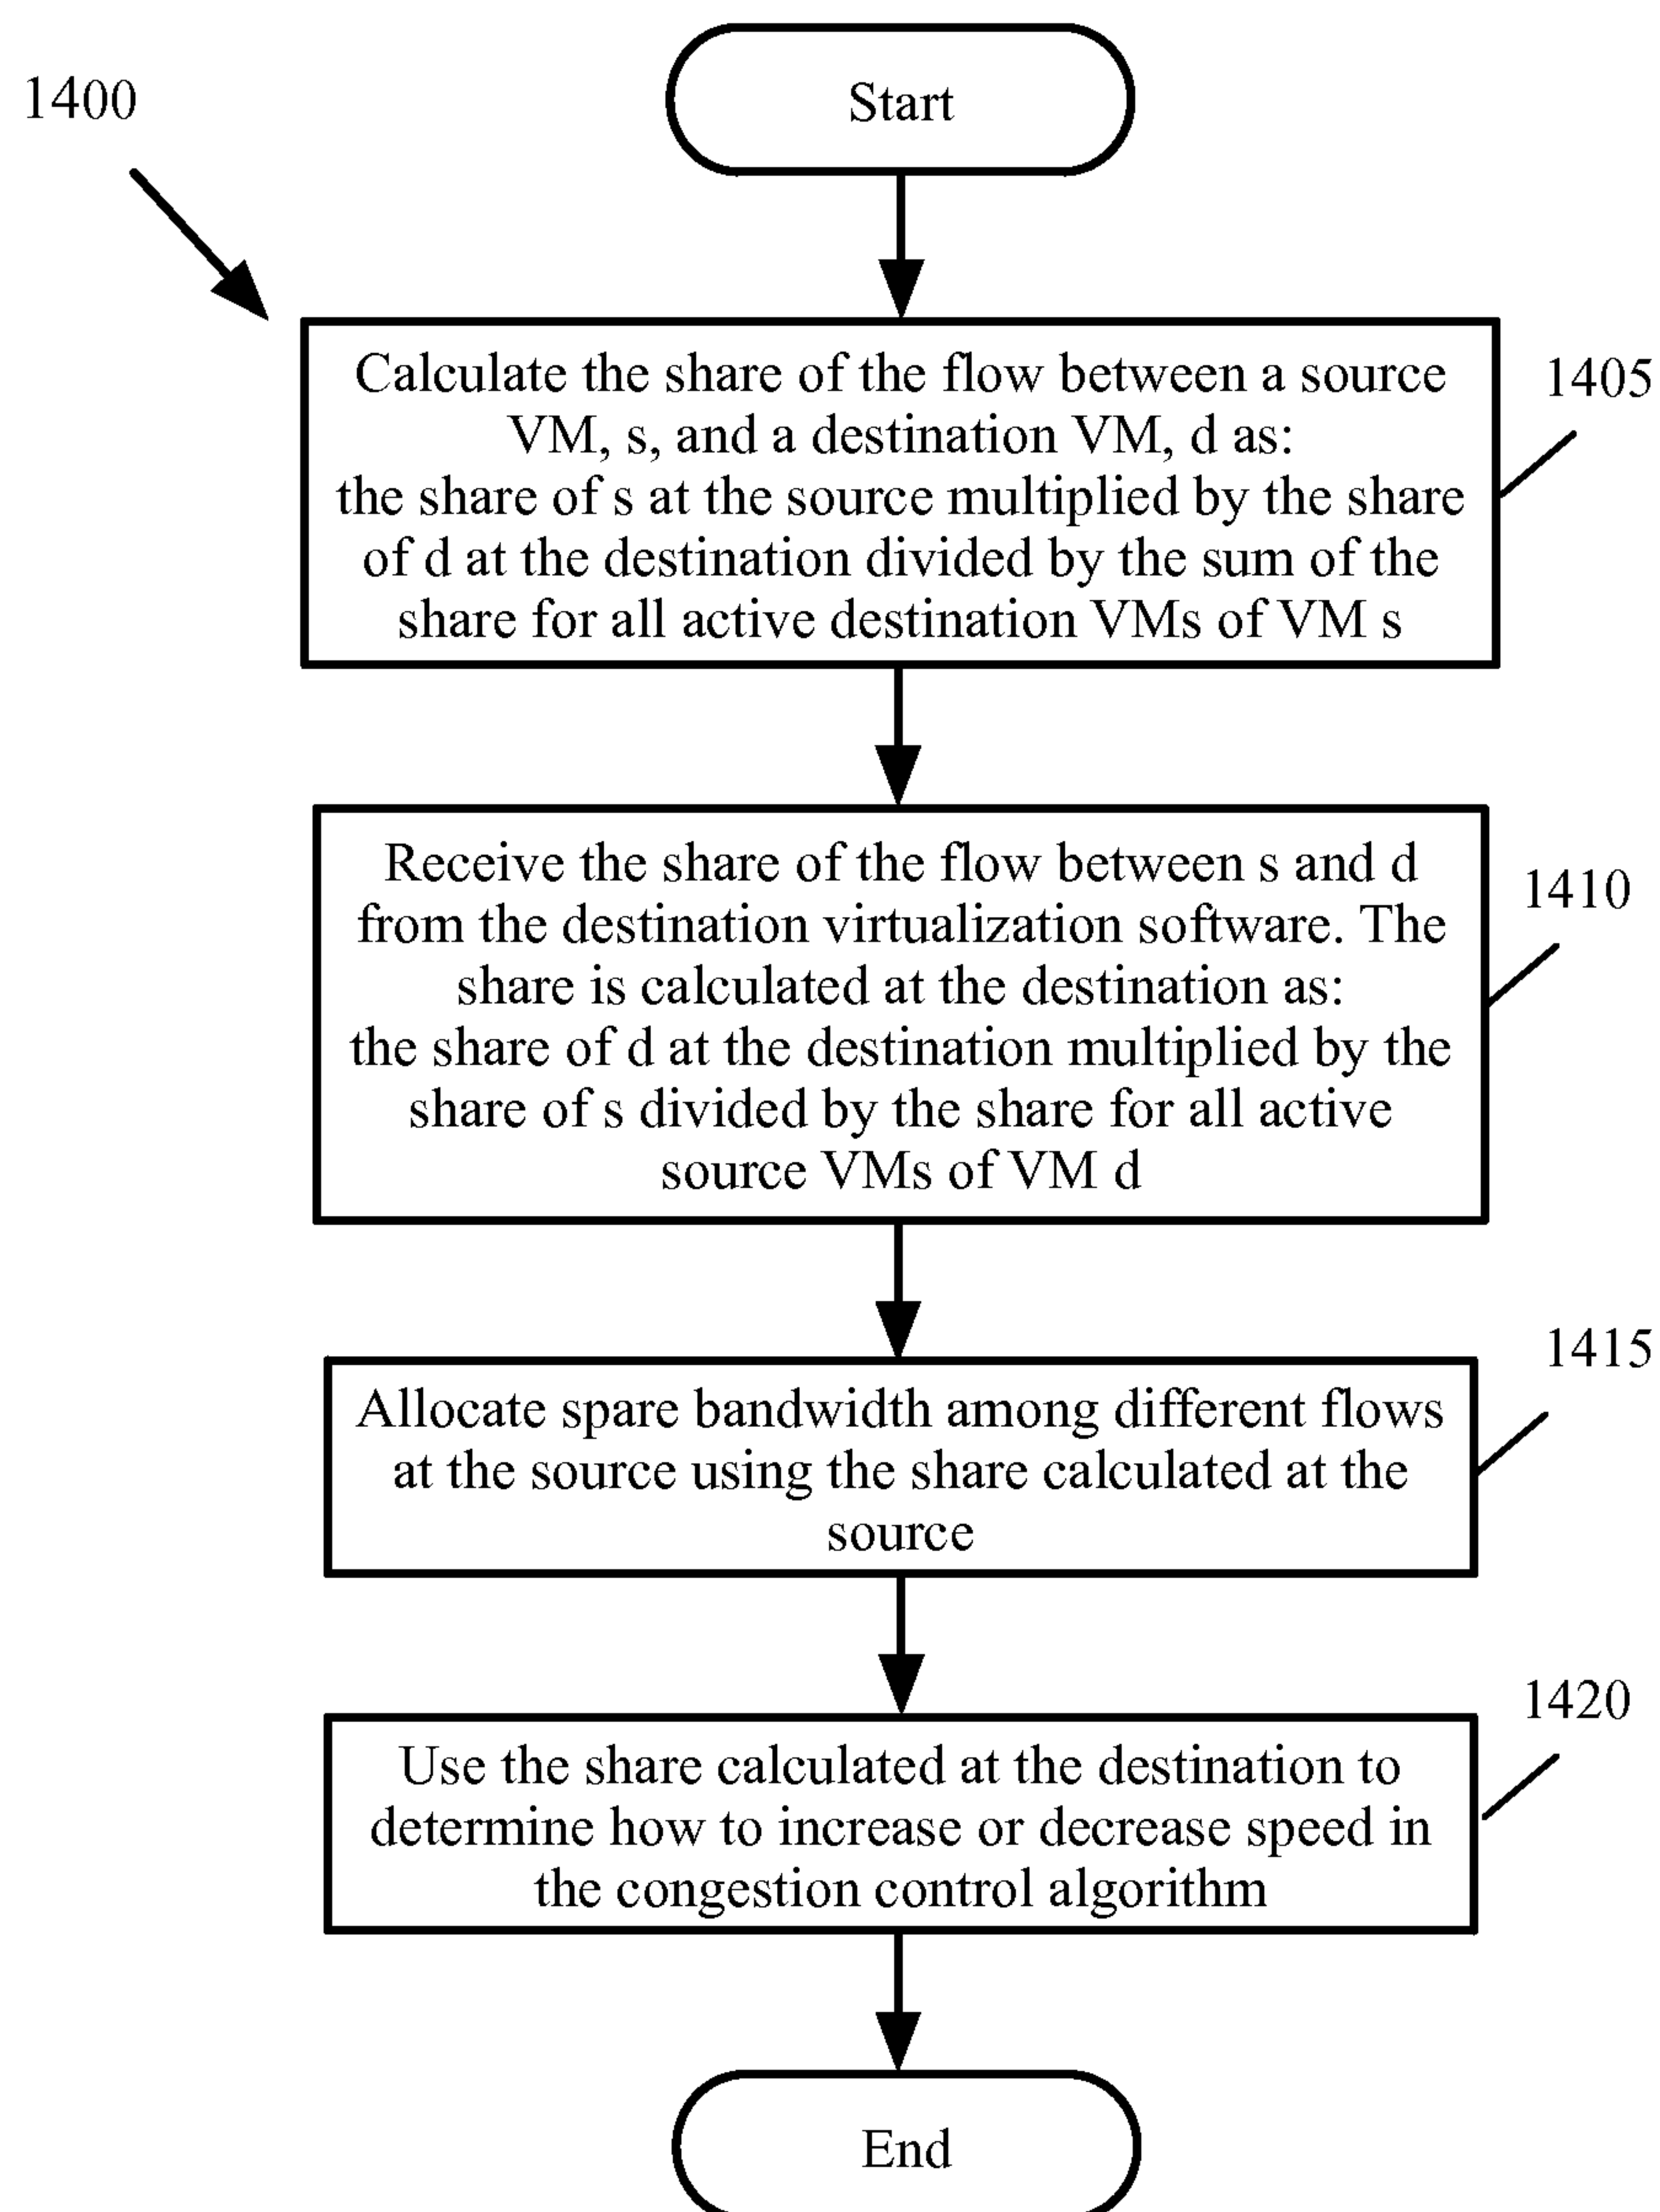 1400
Start
Calculate the share of the flow between a source
VM, s, and a destination VM, d as:
the share of s at the source multiplied by the share
of d at the destination divided by the sum of the
share for all active destination VMs of VM s
1405
Receive the share of the flow between s and d
from the destination virtualization software. The
share is calculated at the destination as:
the share of d at the destination multiplied by the
share of s divided by the share for all active
source VMs of VM d
1410
Allocate spare bandwidth among different flows
at the source using the share calculated at the
source
1415
Use the share calculated at the destination to
determine how to increase or decrease speed in
the congestion control algorithm
1420
End